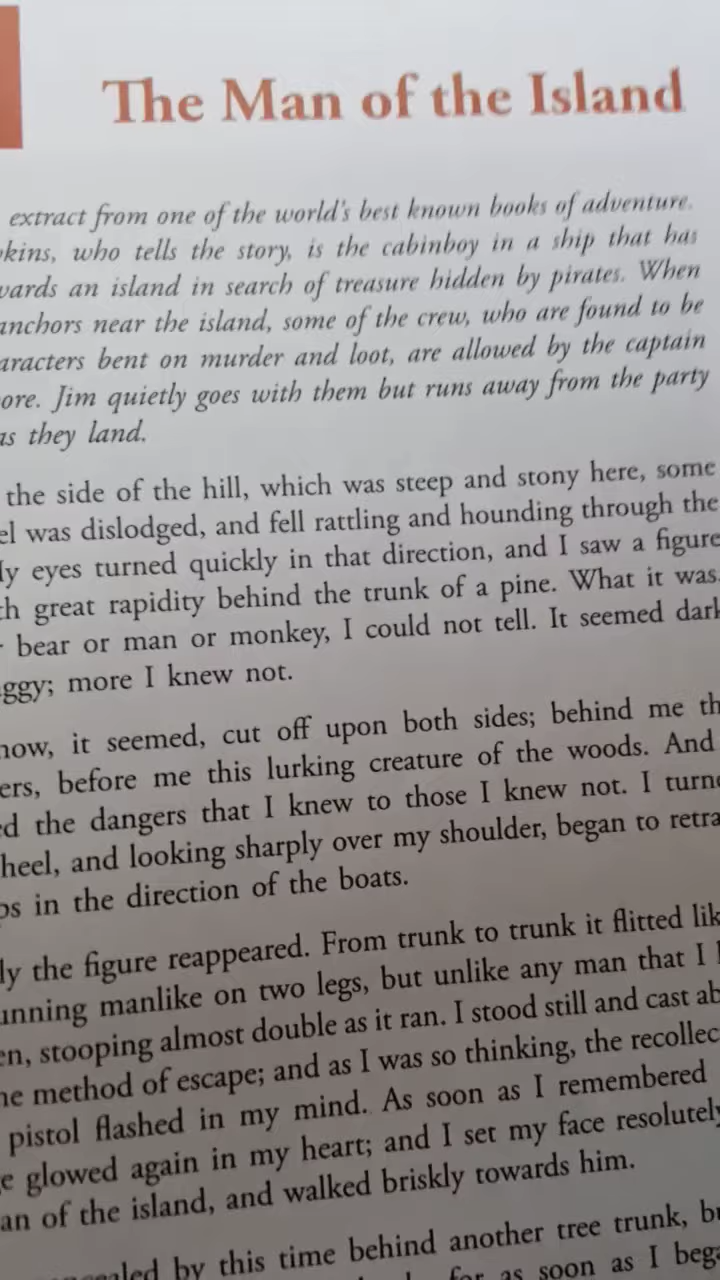 The Man of the Island
extract from one of the world's best known books of adventure.
kins, who tells the story, is the cabinboy in a ship that has
wards an island in search of treasure hidden by pirates. When
anchors near the island, some of the crew, who are found to be
aracters bent on murder and loot, are allowed by the captain
ore. Jim quietly goes with them but runs away from the party
as they land.
the side of the hill, which was steep and stony here, some
el was dislodged, and fell rattling and hounding through the
ly eyes turned quickly in that direction, and I saw a figure
th great rapidity behind the trunk of a pine. What it was,
bear or man or monkey, I could not tell. It seemed dark
ggy; more I knew not.
now, it seemed, cut off upon both sides; behind me th
ers, before me this lurking creature of the woods. And
ed the dangers that I knew to those I knew not. I turne
heel, and looking sharply over my shoulder, began to retra
ps in the direction of the boats.
ly the figure reappeared. From trunk to trunk it flitted lik
unning manlike on two legs, but unlike any man that I
en, stooping almost double as it ran. I stood still and cast ab
me method of escape; and as I was so thinking, the recollec
pistol flashed in my mind. As soon as I remembered
e glowed again in my heart; and I set my face resolutely
an of the island, and walked briskly towards him.
cealed by this time behind another tree trunk, b
for as soon as I bega